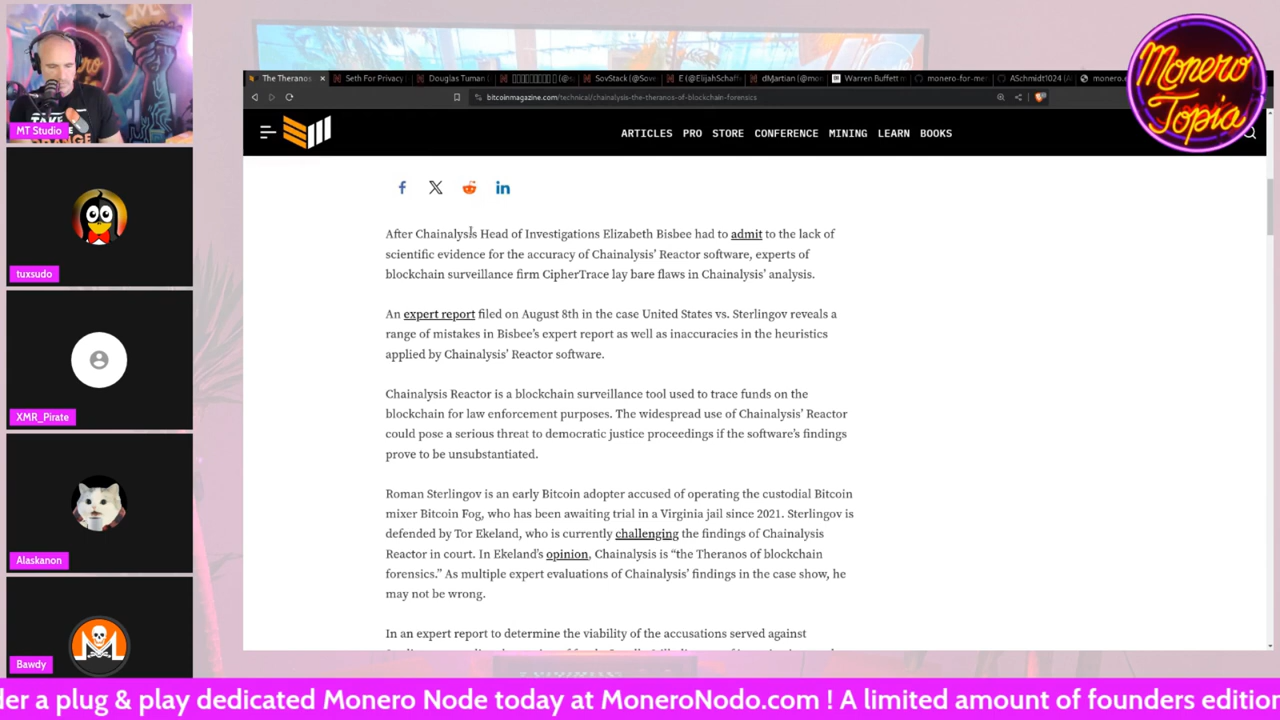 MT Studio
tuxsudo
XMR_Pirate
Alaskanon
Bawdy
The Theranos
Seth For Privacy
Douglas Tuman
SovStack (@Sove
E (@ElijahSchaff
dMartian (@mon
Warren Buffett m
monero-for-mer
ASchmidt1024 (A
monero.
bitcoinmagazine.com/technical/chainalysis-the-theranos-of-blockchain-forensics
Monero
Topia
ARTICLES PRO STORE CONFERENCE MINING LEARN BOOKS
After Chainalysis Head of Investigations Elizabeth Bisbee had to admit to the lack of
scientific evidence for the accuracy of Chainalysis’ Reactor software, experts of
blockchain surveillance firm CipherTrace lay bare flaws in Chainalysis’ analysis.
An expert report filed on August 8th in the case United States vs. Sterlingov reveals a
range of mistakes in Bisbee’s expert report as well as inaccuracies in the heuristics
applied by Chainalysis’ Reactor software.
Chainalysis Reactor is a blockchain surveillance tool used to trace funds on the
blockchain for law enforcement purposes. The widespread use of Chainalysis’ Reactor
could pose a serious threat to democratic justice proceedings if the software’s findings
prove to be unsubstantiated.
Roman Sterlingov is an early Bitcoin adopter accused of operating the custodial Bitcoin
mixer Bitcoin Fog, who has been awaiting trial in a Virginia jail since 2021. Sterlingov is
defended by Tor Ekeland, who is currently challenging the findings of Chainalysis
Reactor in court. In Ekeland’s opinion, Chainalysis is “the Theranos of blockchain
forensics.” As multiple expert evaluations of Chainalysis’ findings in the case show, he
may not be wrong.
In an expert report to determine the viability of the accusations served against
der a plug & play dedicated Monero Node today at MoneroNodo.com ! A limited amount of founders edition